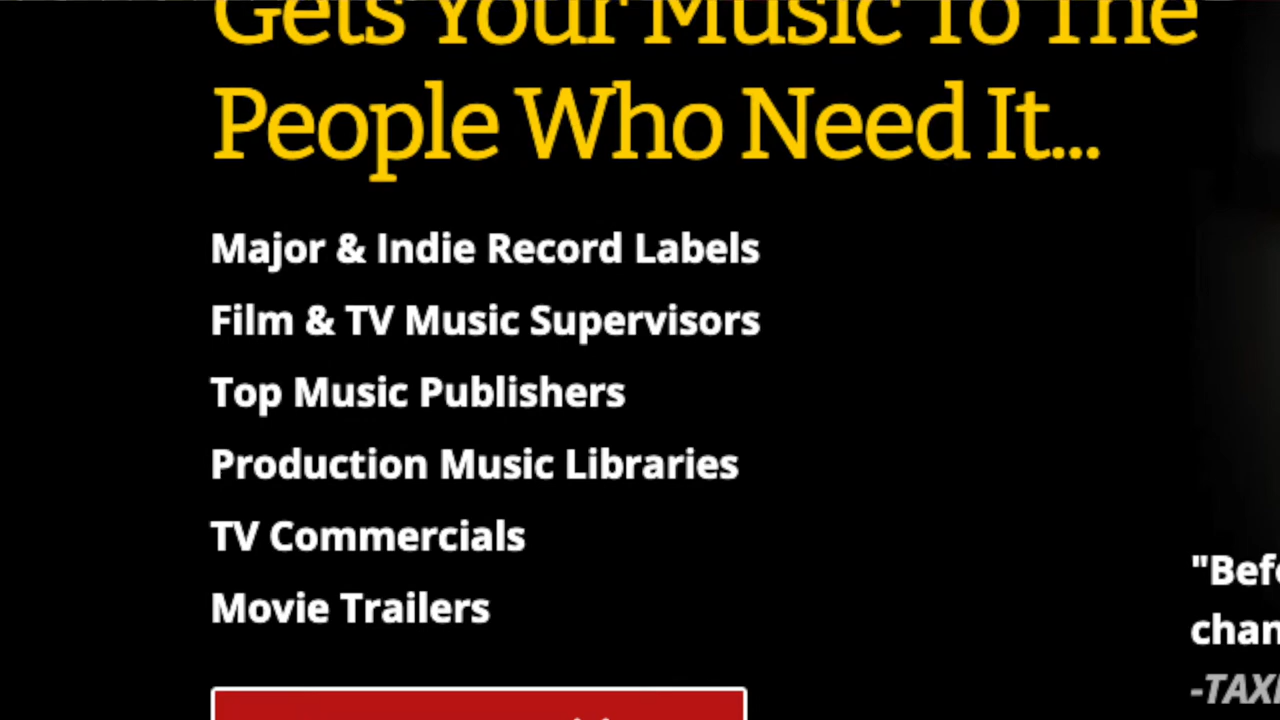 Gets Your Music To The
People Who Need It...
Major & Indie Record Labels
Film & TV Music Supervisors
Top Music Publishers
Production Music Libraries
TV Commercials
Movie Trailers